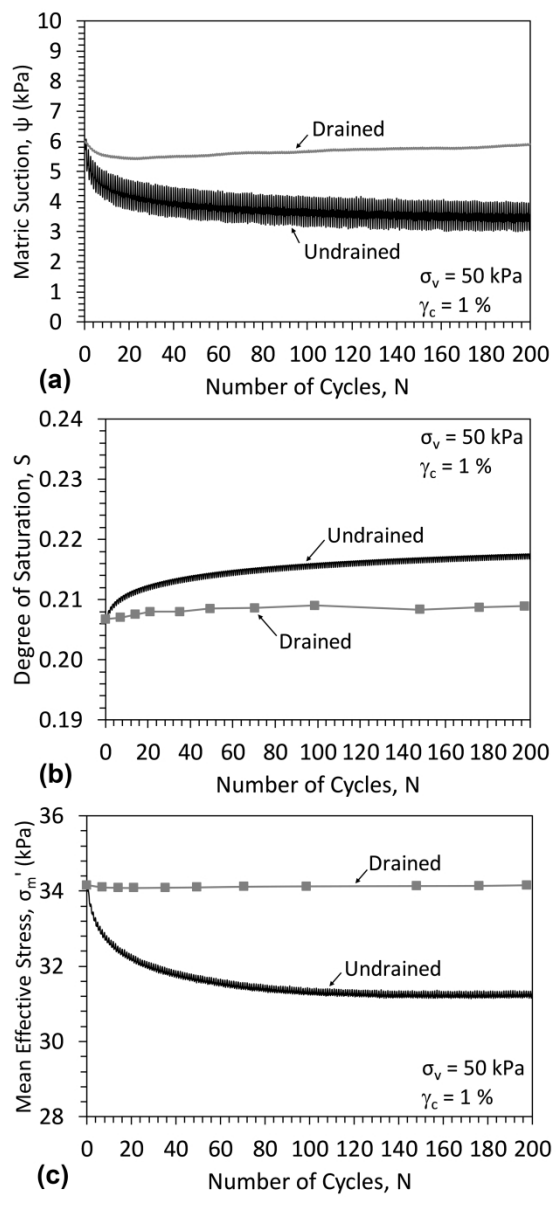 10
9
8
7
6
5
4
3
2
1
0
Matric Suction, ψ (kPa)
Drained
Undrained
σv = 50 kPa
γc = 1 %
0 20 40 60 80 100 120 140 160 180 200
(a)
Number of Cycles, N
0.24
0.23
0.22
0.21
0.20
0.19
Degree of Saturation, S
σv = 50 kPa
γc = 1 %
Undrained
Drained
0 20 40 60 80 100 120 140 160 180 200
(b)
Number of Cycles, N
36
34
32
31
28
Mean Effective Stress, σm' (kPa)
Drained
Undrained
σv = 50 kPa
γc = 1 %
0 20 40 60 80 100 120 140 160 180 200
(c)
Number of Cycles, N